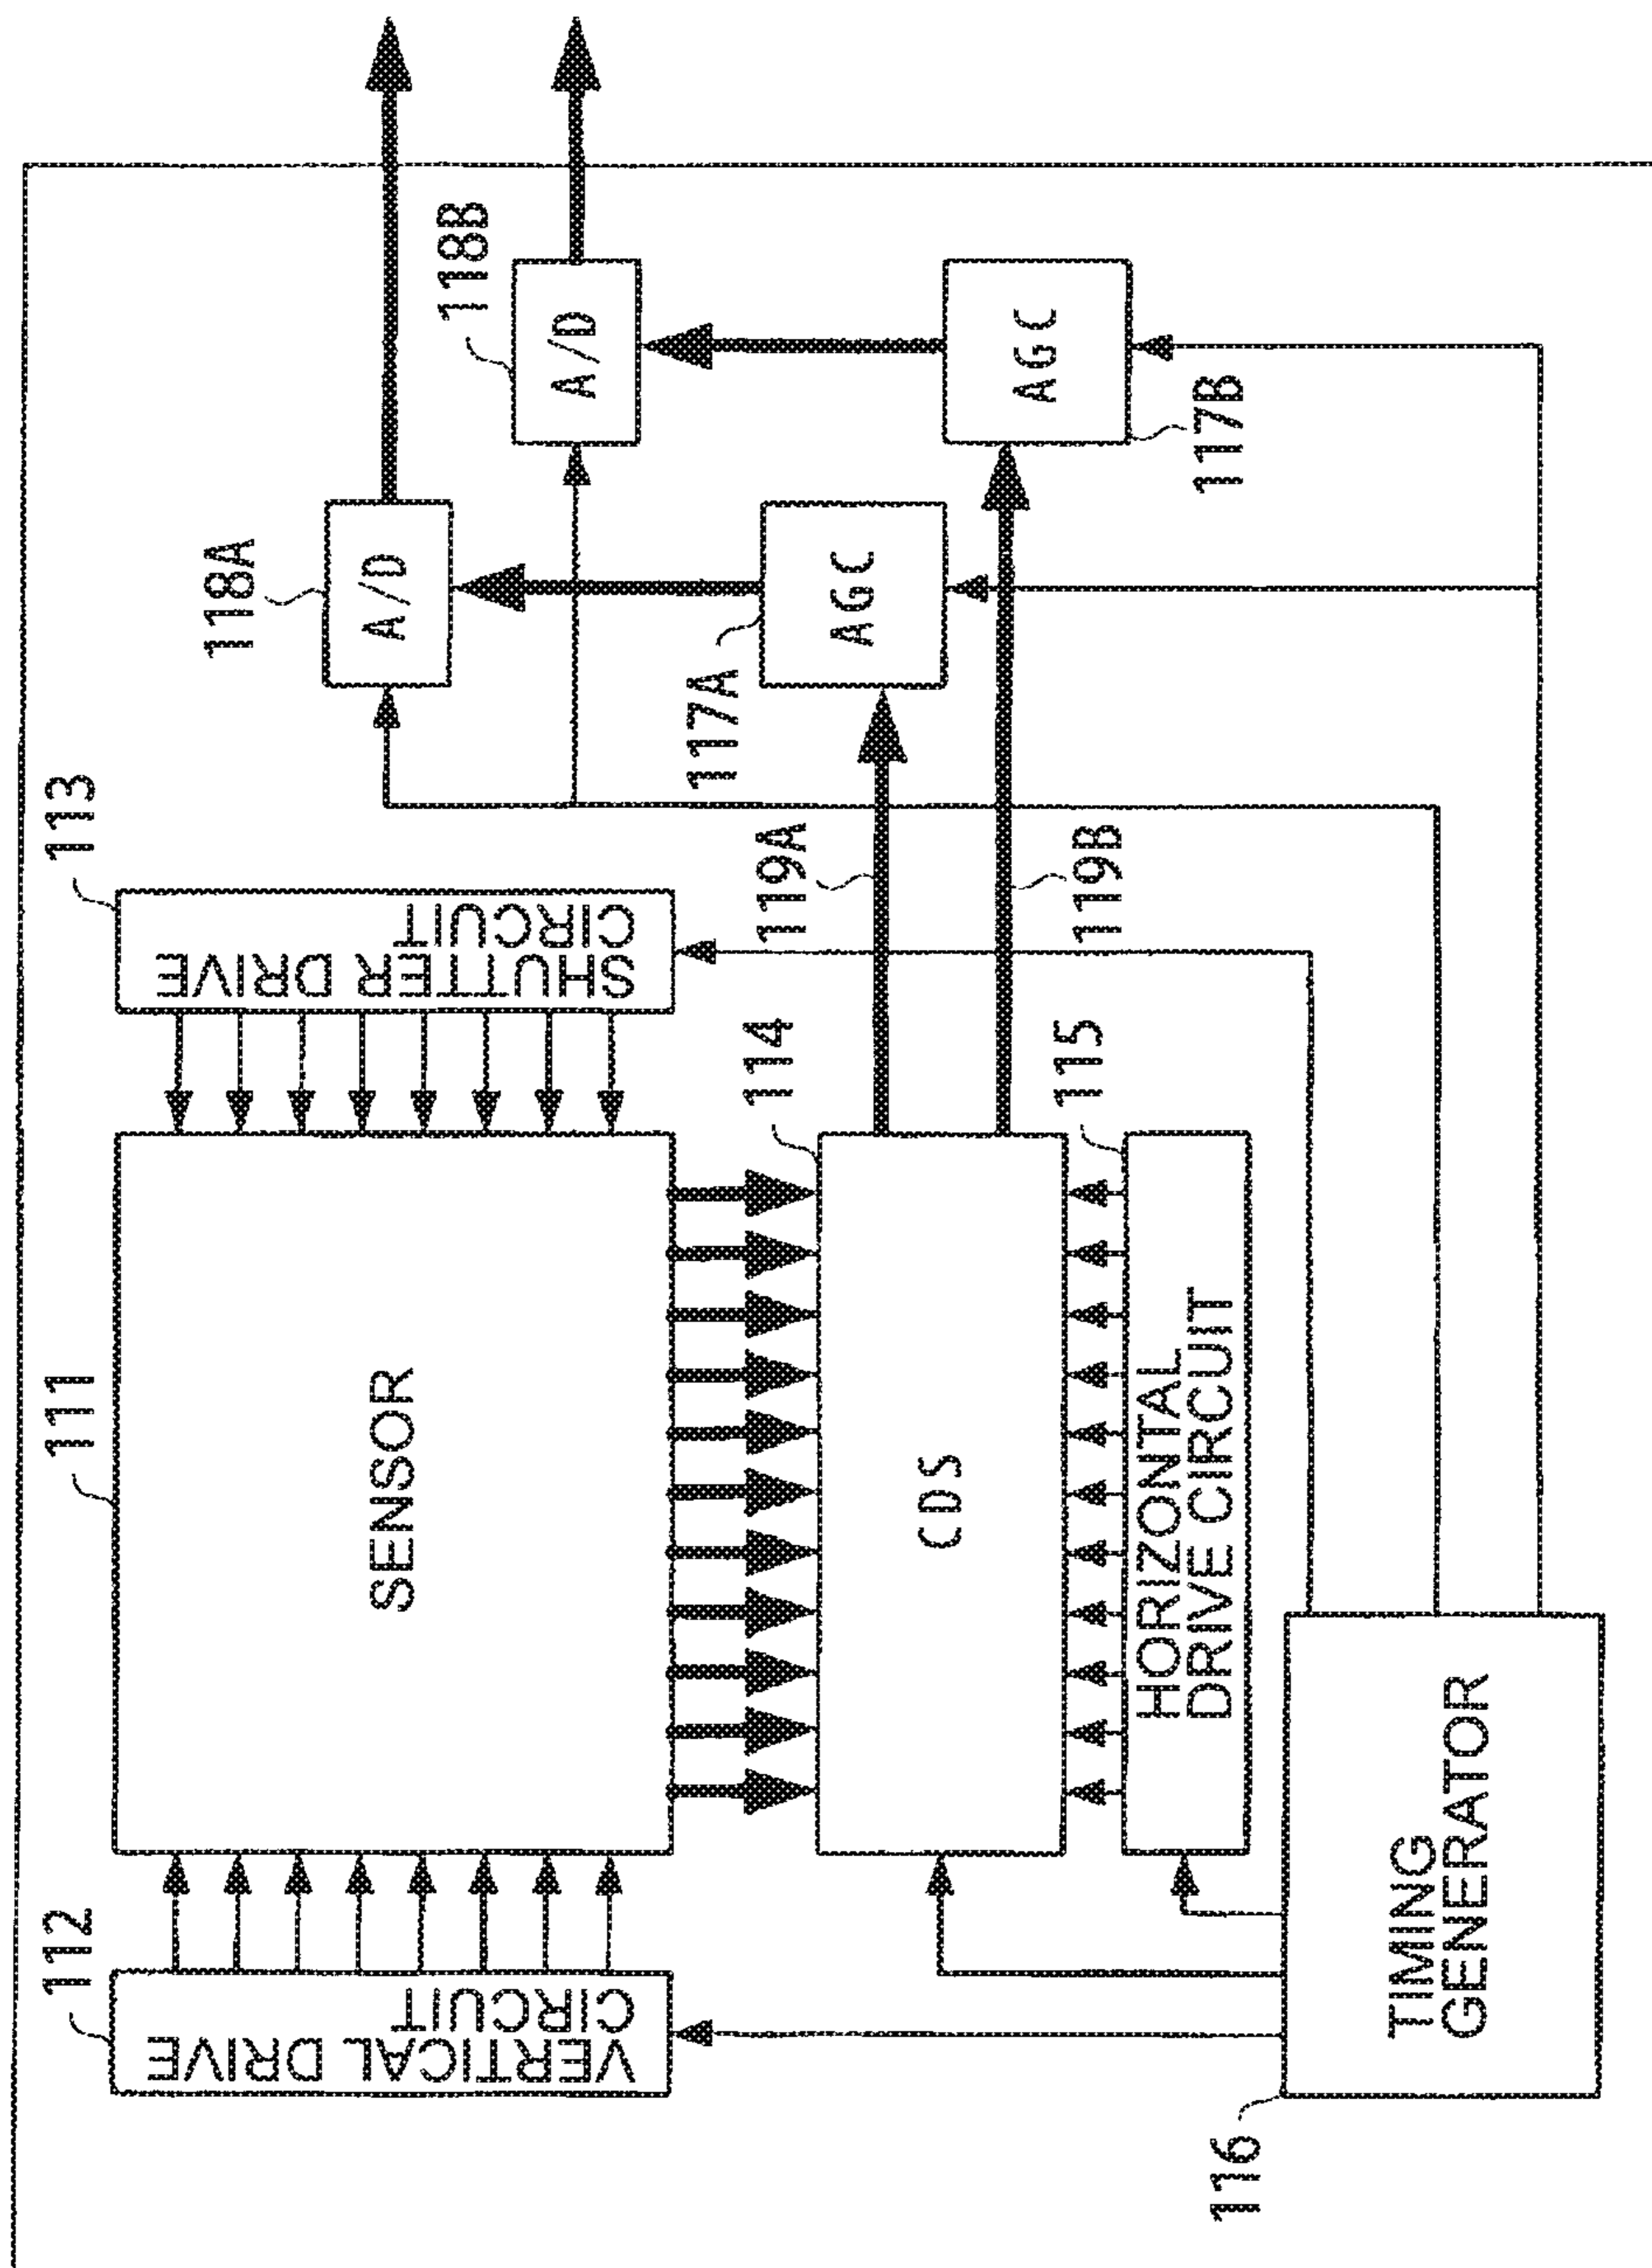 112
VERTICAL DRIVE
CIRCUIT
111
SENSOR
113
SHUTTER DRIVE
CIRCUIT
118A
A/D
118B
A/D
114
CDS
119A
119B
117A
AGC
117B
AGC
115
HORIZONTAL
DRIVE CIRCUIT
116
TIMING
GENERATOR